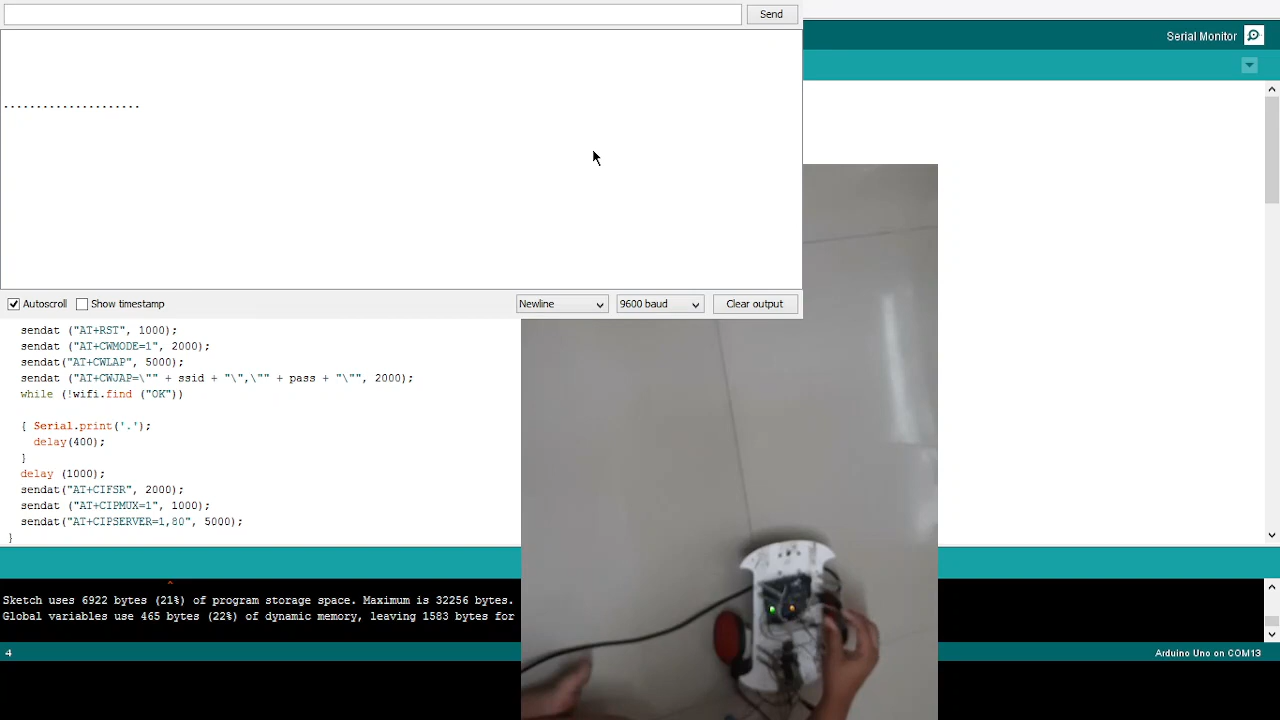 Send
Serial Monitor
.....................
Autoscroll
Show timestamp
Newline
9600 baud
Clear output
sendat ("AT+RST", 1000);
sendat ("AT+CWMODE=1", 2000);
sendat("AT+CWLAP", 5000);
sendat ("AT+CWJAP=\"" + ssid + "\",\"" + pass + "\"", 2000);
while (!wifi.find ("OK"))
{ Serial.print('.');
delay(400);
}
delay (1000);
sendat("AT+CIFSR", 2000);
sendat ("AT+CIPMUX=1", 1000);
sendat("AT+CIPSERVER=1,80", 5000);
}
^
Sketch uses 6922 bytes (21%) of program storage space. Maximum is 32256 bytes.
Global variables use 465 bytes (22%) of dynamic memory, leaving 1583 bytes for
4
Arduino Uno on COM13